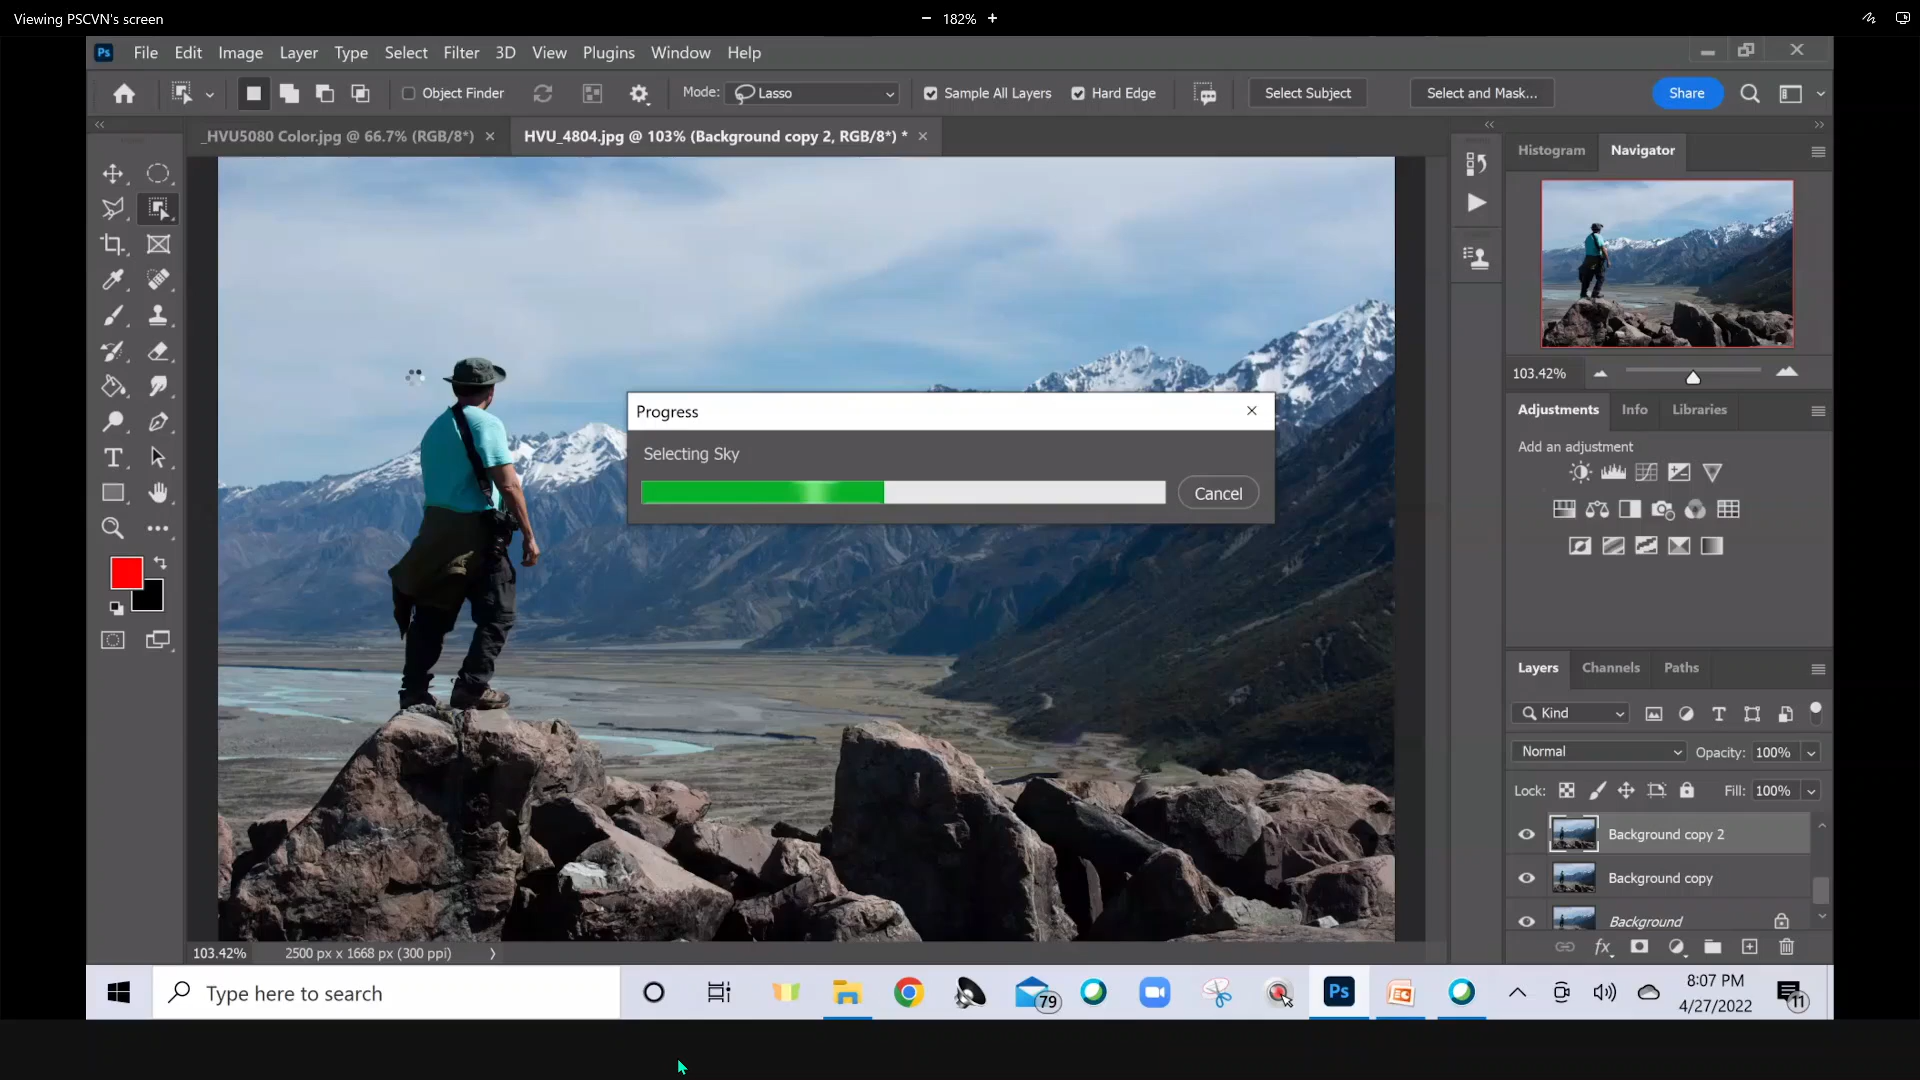 Viewing PSCVN's screen
− 182% +
Ps File Edit Image Layer Type Select Filter 3D View Plugins Window Help
Object Finder Mode: Lasso Sample All Layers Hard Edge Select Subject Select and Mask... Share
_HVU5080 Color.jpg @ 66.7% (RGB/8*) × HVU_4804.jpg @ 103% (Background copy 2, RGB/8*) * ×
Histogram Navigator
103.42%
Progress
Selecting Sky
Cancel
Adjustments Info Libraries
Add an adjustment
Layers Channels Paths
Kind
Normal Opacity: 100%
Lock: Fill: 100%
Background copy 2
Background copy
Background
fx
103.42% 2500 px x 1668 px (300 ppi)
Type here to search
79
Ps
8:07 PM
4/27/2022
11